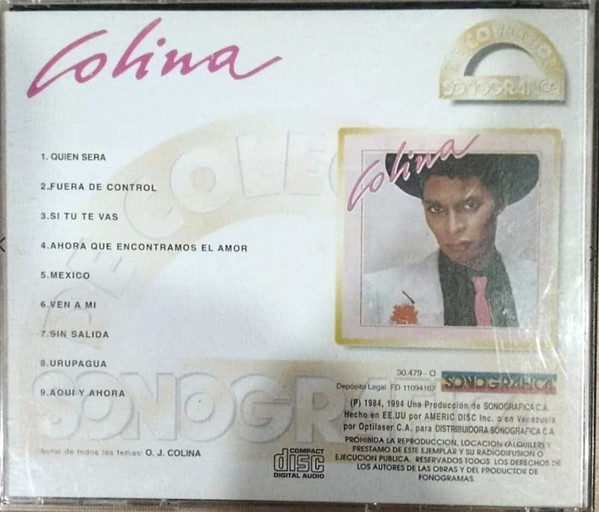 Colina
DE COLECCION
SONOGRAFICA
1. QUIEN SERA
2.FUERA DE CONTROL
3.SI TU TE VAS
4.AHORA QUE ENCONTRAMOS EL AMOR
5.MEXICO
6.VEN A MI
7.SIN SALIDA
8.URUPAGUA
9.AQUI Y AHORA
Autor de todos los temas: O. J. COLINA
Colina
30.479 - O
Depósito Legal: FD 11094162
SONOGRAFICA
(P) 1984, 1994 Una Producción de SONOGRAFICA C.A.
Hecho en EE.UU por AMERIC DISC Inc. o en Venezuela
por Optilaser C.A. para DISTRIBUIDORA SONOGRAFICA C.A.
PROHIBIDA LA REPRODUCCION, LOCACION (ALQUILER) Y
PRESTAMO DE ESTE EJEMPLAR Y SU RADIODIFUSION O
EJECUCION PUBLICA. RESERVADOS TODOS LOS DERECHOS DE
LOS AUTORES DE LAS OBRAS Y DEL PRODUCTOR DE
FONOGRAMAS.
COMPACT
disc
DIGITAL AUDIO